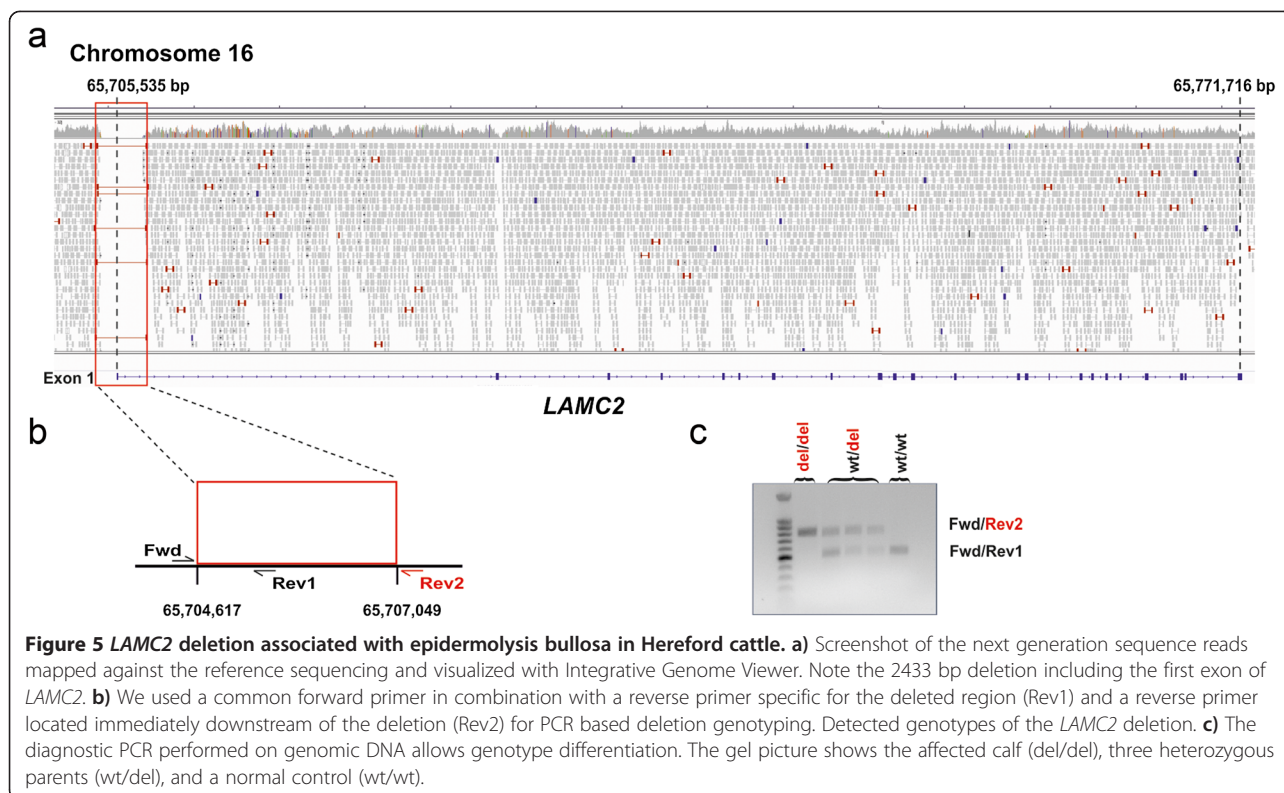 a
Chromosome 16
65,705,535 bp
65,771,716 bp
Exon 1
LAMC2
b
Fwd
Rev1
Rev2
65,704,617
65,707,049
c
del/del
wt/del
wt/wt
Fwd/Rev2
Fwd/Rev1
Figure 5 LAMC2 deletion associated with epidermolysis bullosa in Hereford cattle. a) Screenshot of the next generation sequence reads
mapped against the reference sequencing and visualized with Integrative Genome Viewer. Note the 2433 bp deletion including the first exon of
LAMC2. b) We used a common forward primer in combination with a reverse primer specific for the deleted region (Rev1) and a reverse primer
located immediately downstream of the deletion (Rev2) for PCR based deletion genotyping. Detected genotypes of the LAMC2 deletion. c) The
diagnostic PCR performed on genomic DNA allows genotype differentiation. The gel picture shows the affected calf (del/del), three heterozygous
parents (wt/del), and a normal control (wt/wt).